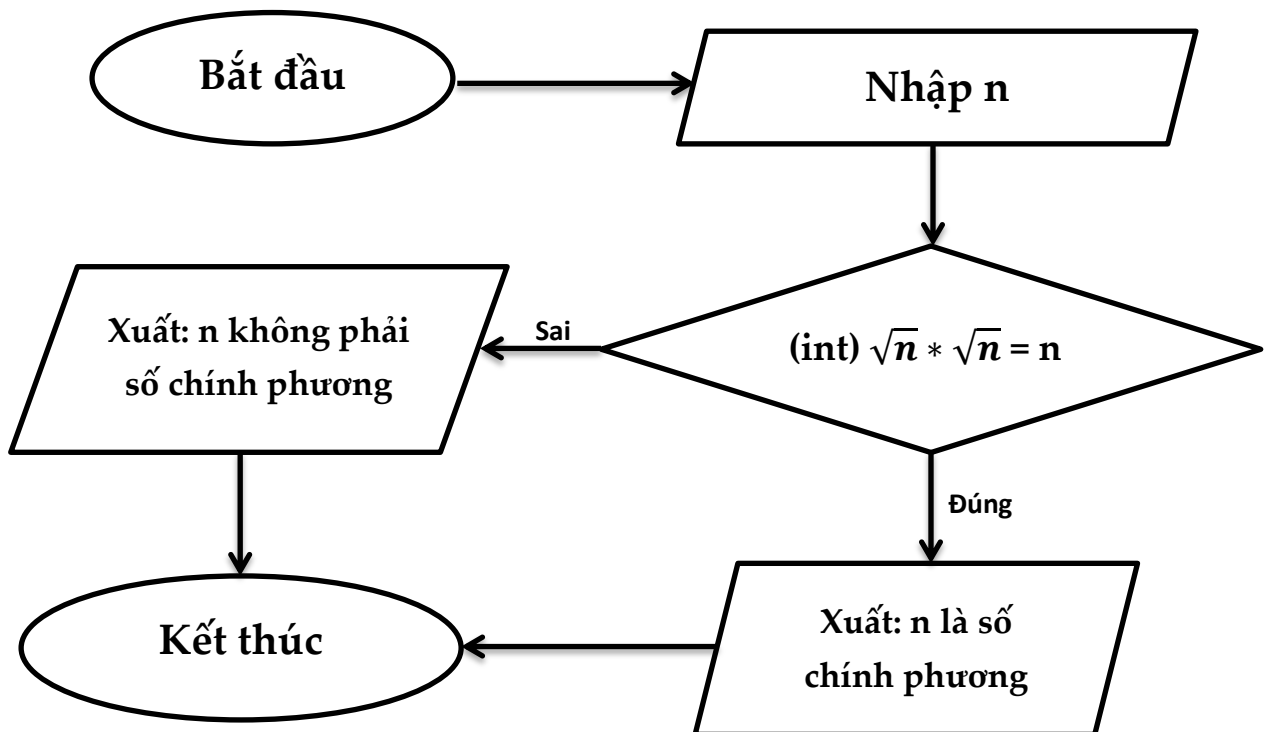 Bắt đầu
Nhập n
(int) √n * √n = n
Sai
Xuất: n không phải
số chính phương
Đúng
Xuất: n là số
chính phương
Kết thúc